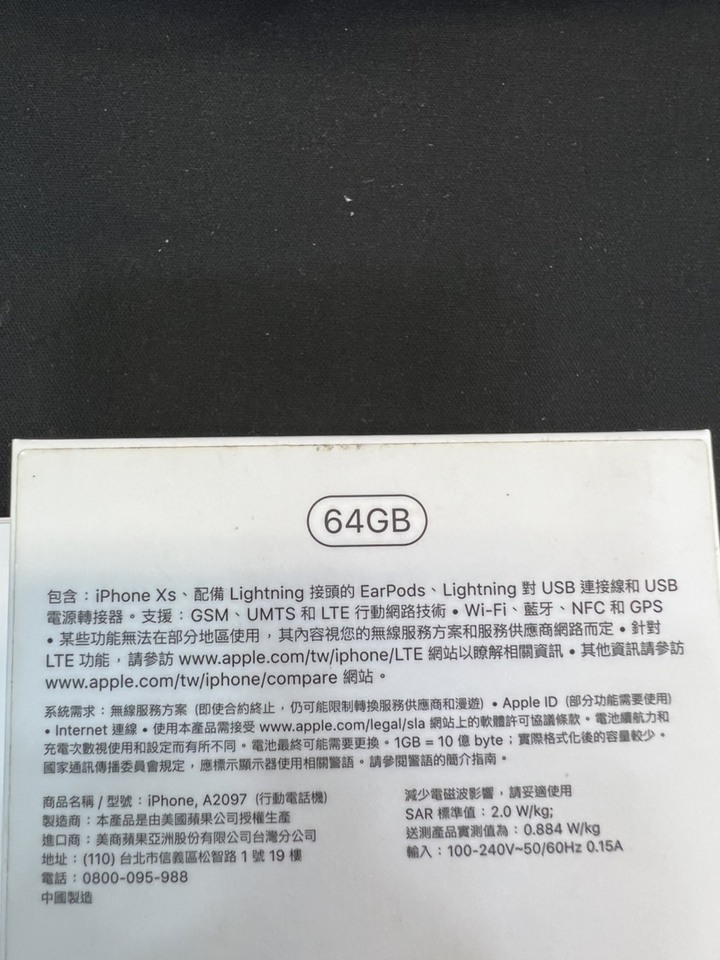 64GB
包含：iPhone Xs、配備 Lightning 接頭的 EarPods、Lightning 對 USB 連接線和 USB
電源轉接器。支援：GSM、UMTS 和 LTE 行動網路技術 • Wi-Fi、藍牙、NFC 和 GPS
• 某些功能無法在部分地區使用，其內容視您的無線服務方案和服務供應商網路而定 • 針對
LTE 功能，請參訪 www.apple.com/tw/iphone/LTE 網站以瞭解相關資訊 • 其他資訊請參訪
www.apple.com/tw/iphone/compare 網站。
系統需求：無線服務方案（即使合約終止，仍可能限制轉換服務供應商和漫遊）• Apple ID（部分功能需要使用）
• Internet 連線 • 使用本產品需接受 www.apple.com/legal/sla 網站上的軟體許可協議條款。電池續航力和
充電次數視使用和設定而有所不同。電池最終可能需要更換。1GB = 10 億 byte；實際格式化後的容量較少。
國家通訊傳播委員會規定，應標示顯示器使用相關警語。請參閱警語的簡介指南。
商品名稱 / 型號：iPhone, A2097（行動電話機）
製造商：本產品是由美國蘋果公司授權生產
進口商：美商蘋果亞洲股份有限公司台灣分公司
地址：(110) 台北市信義區松智路 1 號 19 樓
電話：0800-095-988
中國製造
減少電磁波影響，請妥適使用
SAR 標準值：2.0 W/kg;
送測產品實測值為：0.884 W/kg
輸入：100-240V~50/60Hz 0.15A